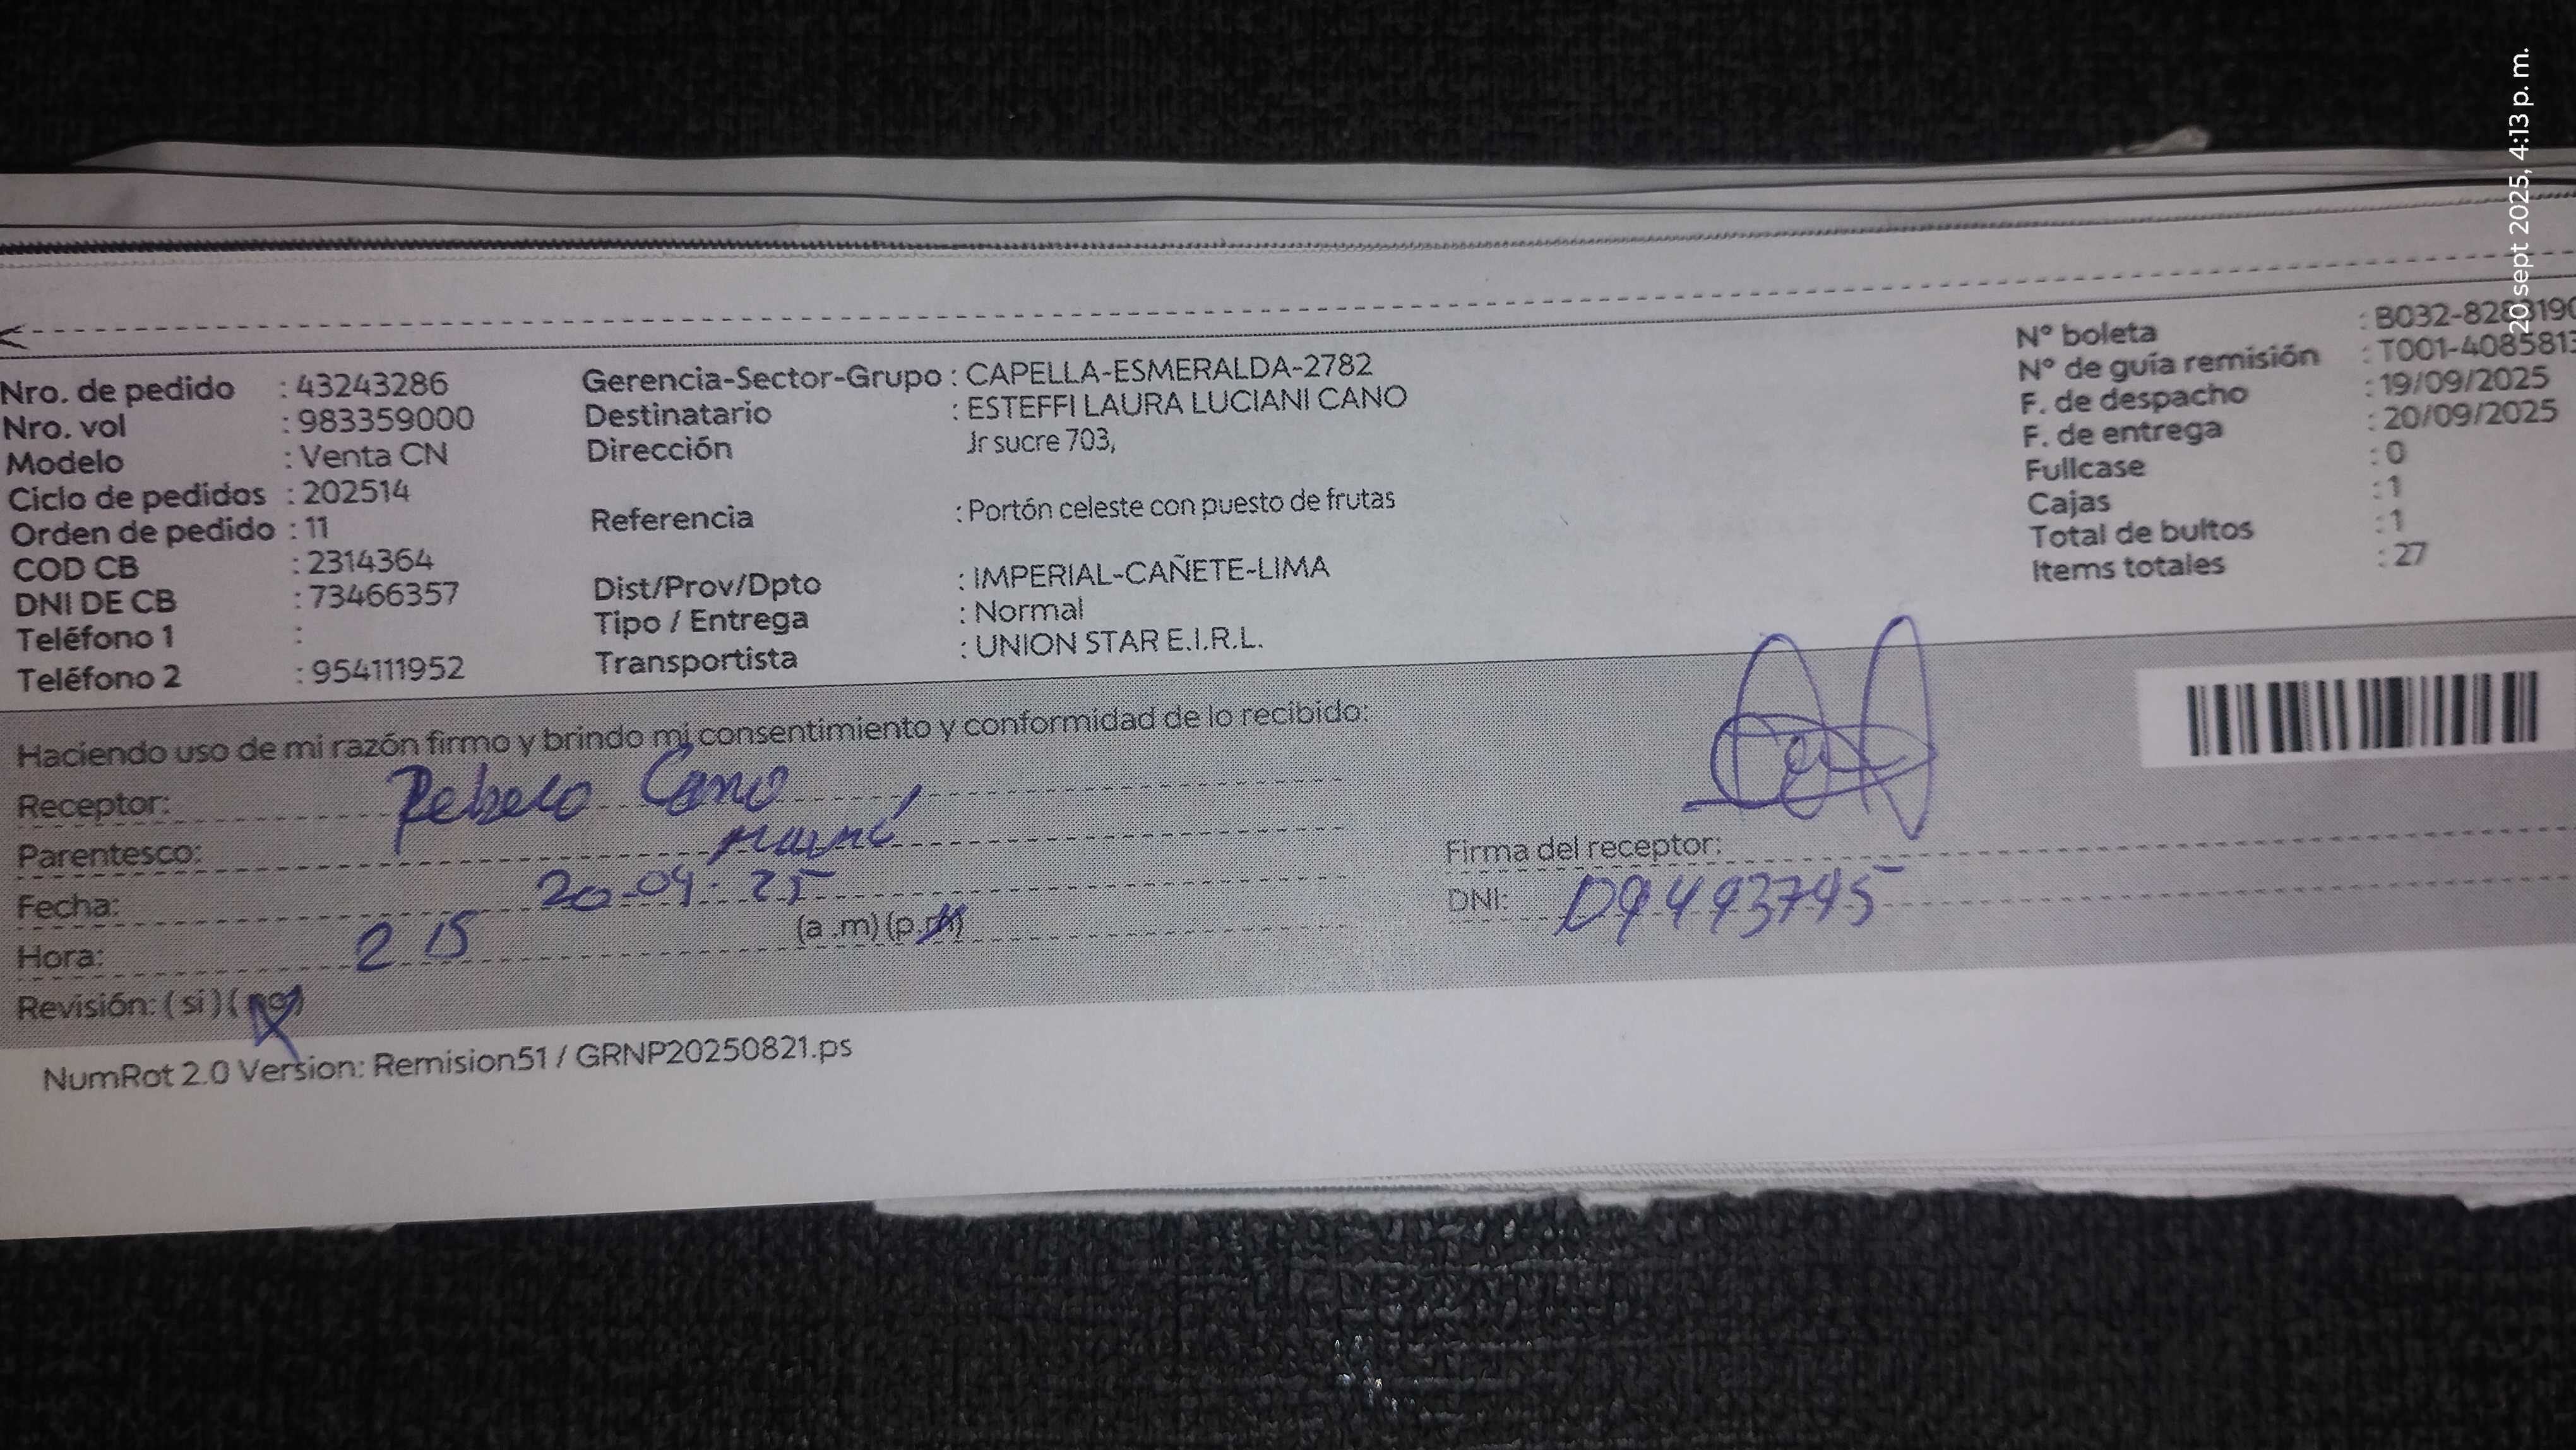 20 sept 2025, 4:13 p. m.
Nro. de pedido : 43243286
Nro. vol : 983359000
Modelo : Venta CN
Ciclo de pedidos : 202514
Orden de pedido : 11
COD CB : 2314364
DNI DE CB : 73466357
Teléfono 1 :
Teléfono 2 : 954111952
Gerencia-Sector-Grupo : CAPELLA-ESMERALDA-2782
Destinatario : ESTEFFI LAURA LUCIANI CANO
Dirección Jr sucre 703,
Referencia : Portón celeste con puesto de frutas
Dist/Prov/Dpto : IMPERIAL-CAÑETE-LIMA
Tipo / Entrega : Normal
Transportista : UNION STAR E.I.R.L.
N° boleta
N° de guía remisión : T001-4085813
F. de despacho : 19/09/2025
F. de entrega : 20/09/2025
Fullcase : 0
Cajas : 1
Total de bultos : 1
Items totales : 27
Haciendo uso de mi razón firmo y brindo mi consentimiento y conformidad de lo recibido:
Receptor: Cano
Parentesco: mamá
Fecha: 20-09-25
Hora: 2 15 (a .m) (p.m)
Revisión: ( si ) ( no )
Firma del receptor:
DNI: 09493745
NumRot 2.0 Version: Remision51 / GRNP20250821.ps